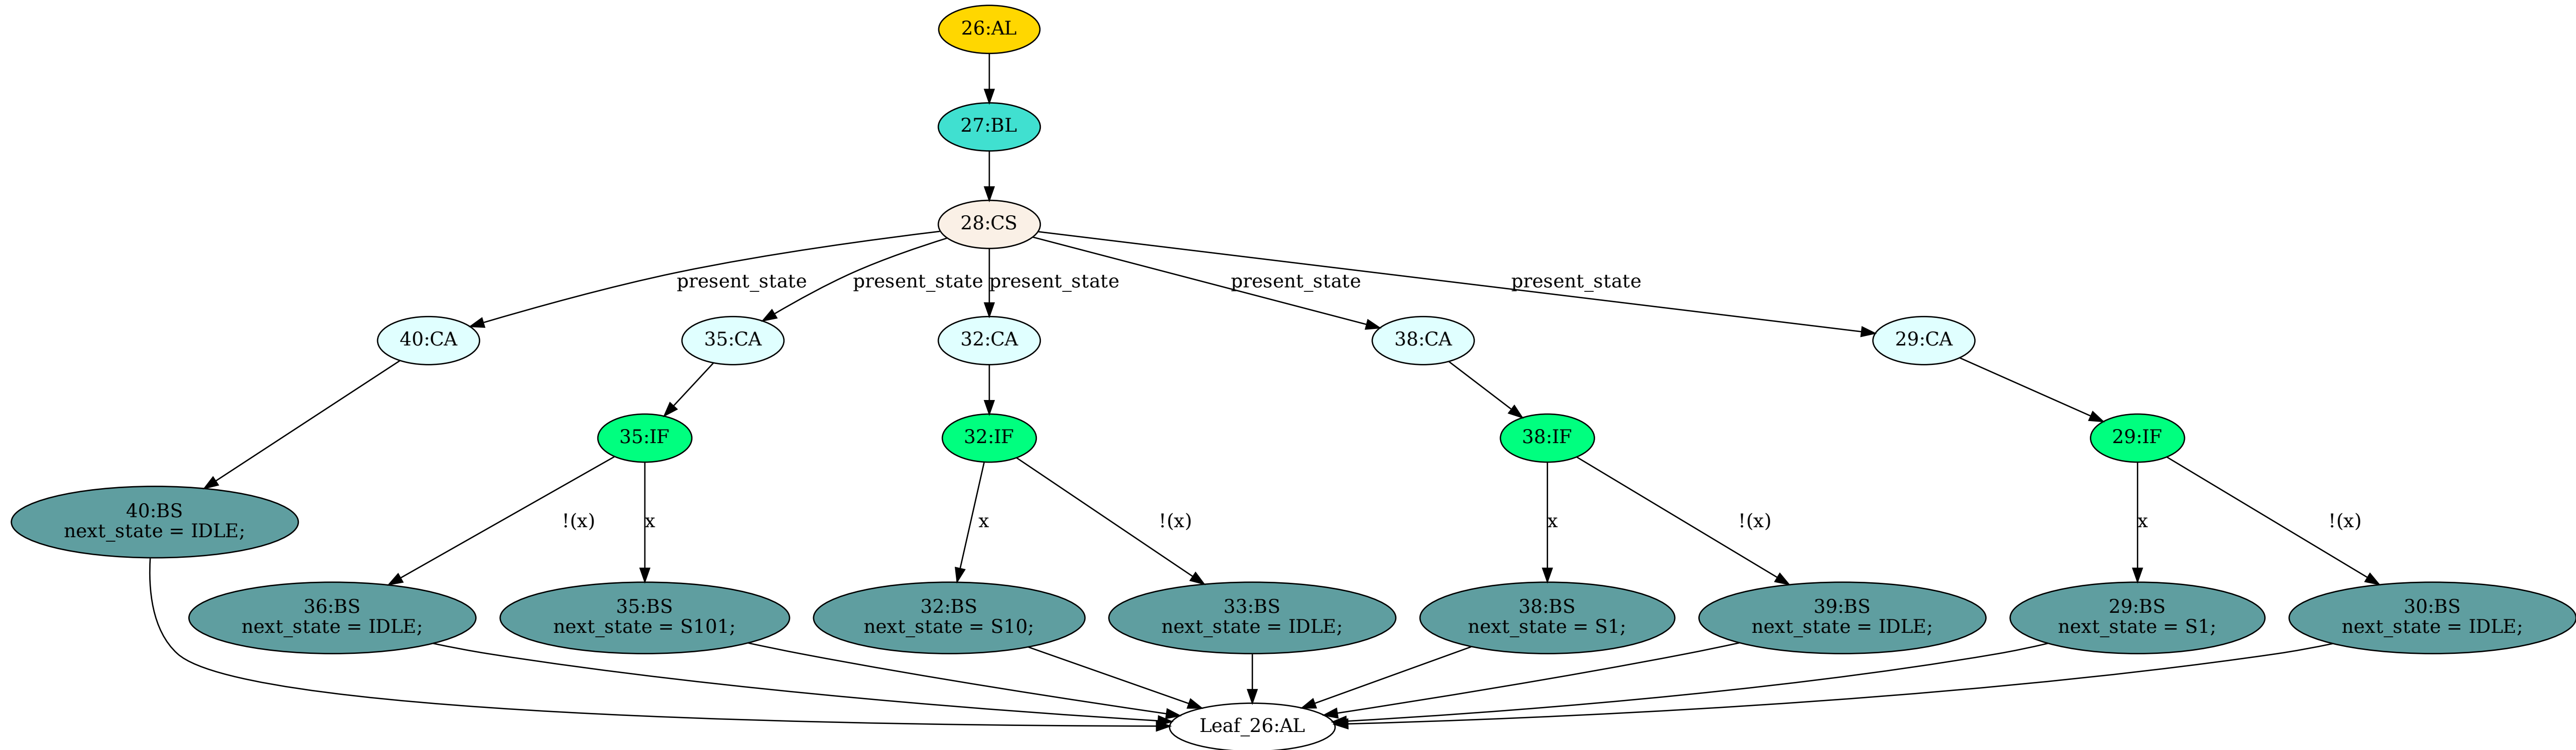 26:AL
27:BL
28:CS
present_state
present_state
present_state
present_state
present_state
40:CA
35:CA
32:CA
38:CA
29:CA
35:IF
32:IF
38:IF
29:IF
40:BS
next_state = IDLE;
!(x)
x
x
!(x)
x
!(x)
x
!(x)
36:BS
next_state = IDLE;
35:BS
next_state = S101;
32:BS
next_state = S10;
33:BS
next_state = IDLE;
38:BS
next_state = S1;
39:BS
next_state = IDLE;
29:BS
next_state = S1;
30:BS
next_state = IDLE;
Leaf_26:AL